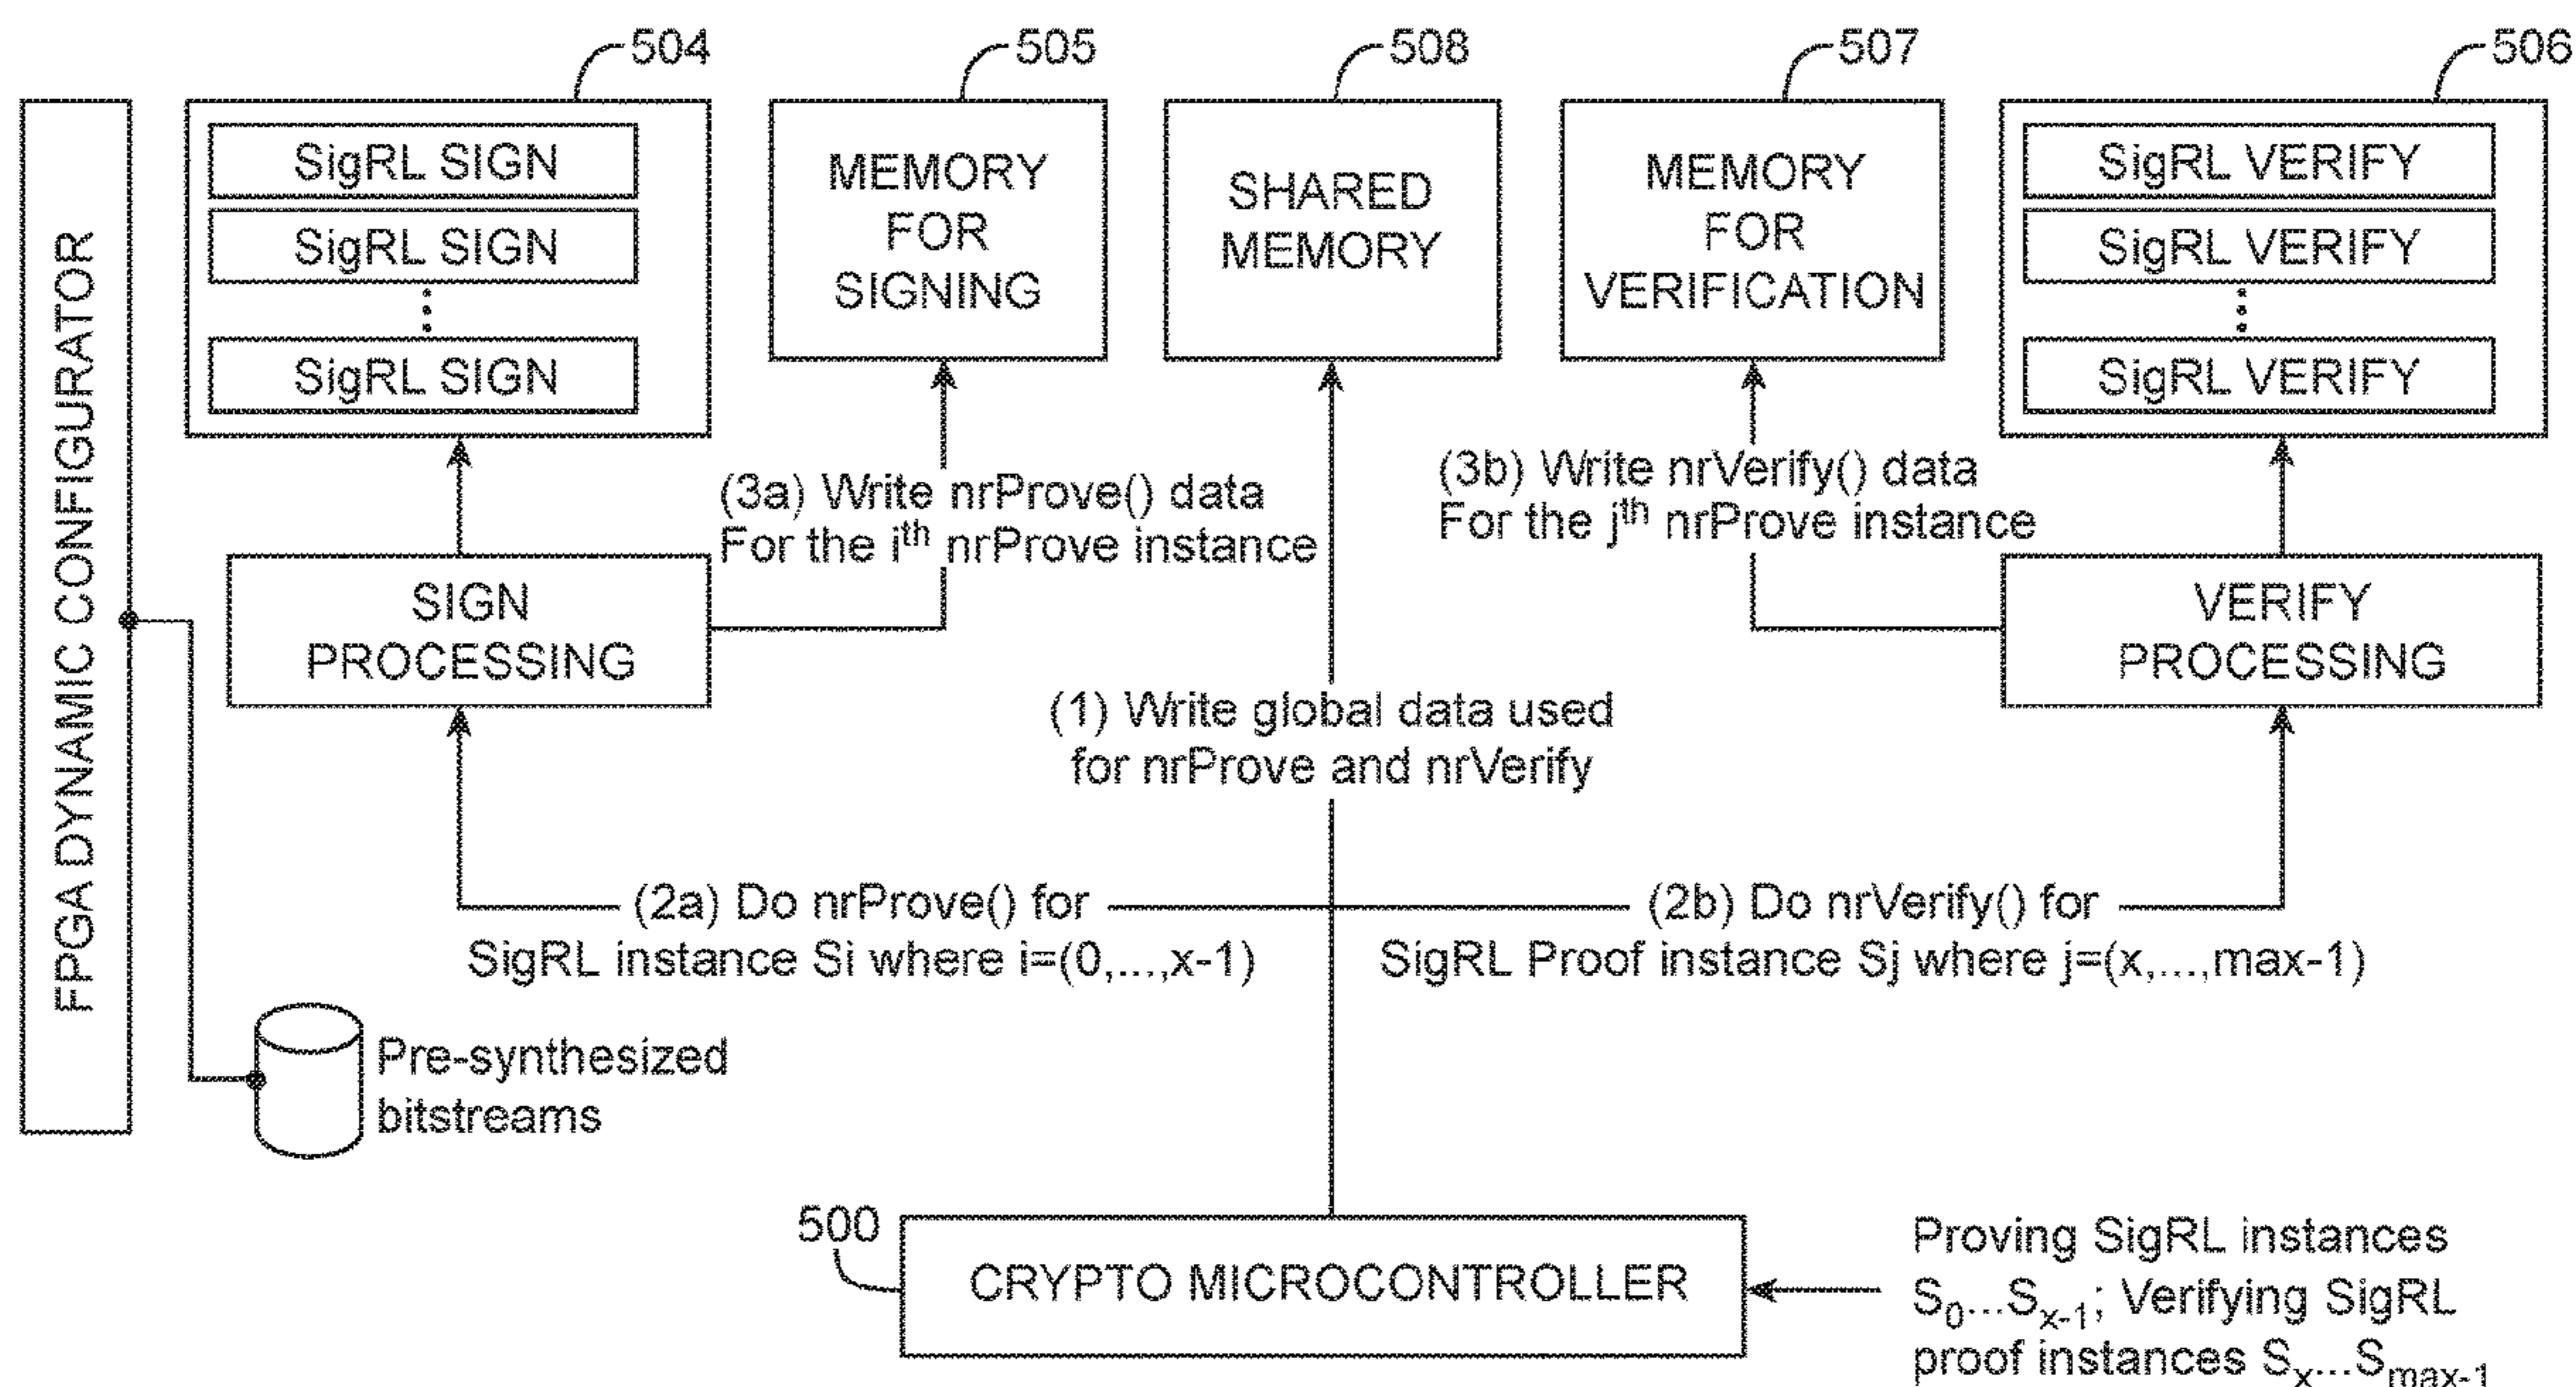 504
505
508
507
506
FPGA DYNAMIC CONFIGURATOR
SigRL SIGN
SigRL SIGN
SigRL SIGN
MEMORY
FOR
SIGNING
SHARED
MEMORY
MEMORY
FOR
VERIFICATION
SigRL VERIFY
SigRL VERIFY
SigRL VERIFY
(3a) Write nrProve() data
For the ith nrProve instance
(3b) Write nrVerify() data
For the jth nrProve instance
SIGN
PROCESSING
VERIFY
PROCESSING
(1) Write global data used
for nrProve and nrVerify
(2a) Do nrProve() for
SigRL instance Si where i=(0,...,x-1)
(2b) Do nrVerify() for
SigRL Proof instance Sj where j=(x,...,max-1)
Pre-synthesized
bitstreams
500
CRYPTO MICROCONTROLLER
Proving SigRL instances
S0...Sx-1; Verifying SigRL
proof instances Sx...Smax-1